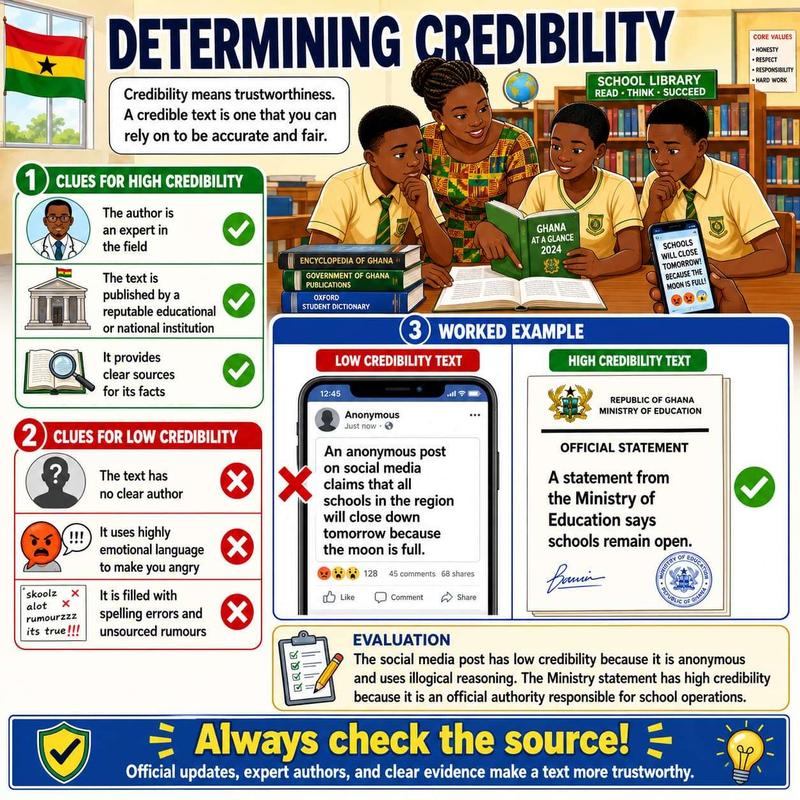 DETERMINING CREDIBILITY
Credibility means trustworthiness.
A credible text is one that you can
rely on to be accurate and fair.
CORE VALUES
• HONESTY
• RESPECT
• RESPONSIBILITY
• HARD WORK
SCHOOL LIBRARY
READ • THINK • SUCCEED
GHANA
AT A GLANCE
2024
ENCYCLOPEDIA OF GHANA
GOVERNMENT OF GHANA
PUBLICATIONS
OXFORD
STUDENT DICTIONARY
SCHOOLS
WILL CLOSE
TOMORROW!
BECAUSE THE
MOON IS FULL!
1 CLUES FOR HIGH CREDIBILITY
The author is
an expert in
the field
The text is
published by a
reputable educational
or national institution
It provides
clear sources
for its facts
2 CLUES FOR LOW CREDIBILITY
?
The text has
no clear author
!!!
It uses highly
emotional language
to make you angry
skoolz
alot
rumourzzz
its true!!!
It is filled with
spelling errors and
unsourced rumours
3 WORKED EXAMPLE
LOW CREDIBILITY TEXT
12:45
Anonymous
Just now •
An anonymous post
on social media
claims that all
schools in the region
will close down
tomorrow because
the moon is full.
128 45 comments 68 shares
Like Comment Share
HIGH CREDIBILITY TEXT
REPUBLIC OF GHANA
MINISTRY OF EDUCATION
OFFICIAL STATEMENT
A statement from
the Ministry of
Education says
schools remain open.
MINISTRY OF EDUCATION
REPUBLIC OF GHANA
EVALUATION
The social media post has low credibility because it is anonymous
and uses illogical reasoning. The Ministry statement has high credibility
because it is an official authority responsible for school operations.
Always check the source!
Official updates, expert authors, and clear evidence make a text more trustworthy.